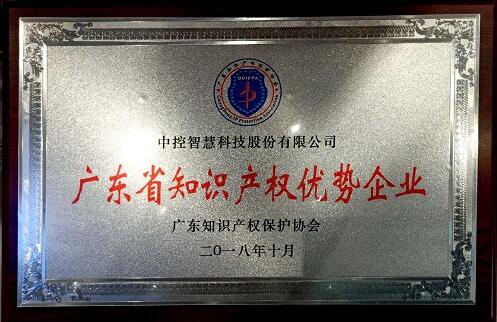 GDIPPA
中控智慧科技股份有限公司
广东省知识产权优势企业
广东知识产权保护协会
二〇一八年十月